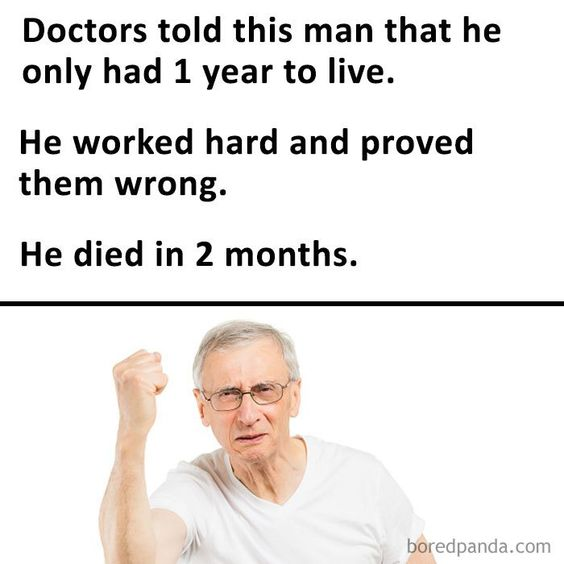 Doctors told this man that he
only had 1 year to live.
He worked hard and proved
them wrong.
He died in 2 months.
boredpanda.com